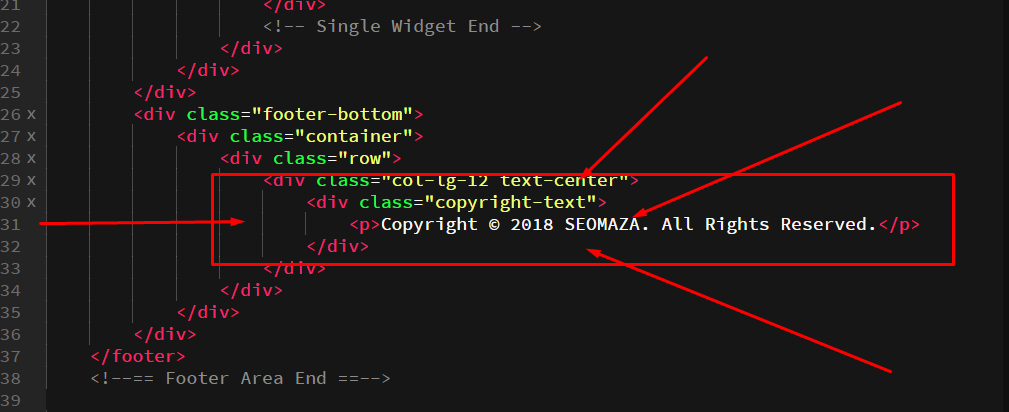 21 </div>
22 <!-- Single Widget End -->
23 </div>
24 </div>
25 </div>
26 x <div class="footer-bottom">
27 x <div class="container">
28 x <div class="row">
29 x <div class="col-lg-12 text-center">
30 x <div class="copyright-text">
31 <p>Copyright © 2018 SEOMAZA. All Rights Reserved.</p>
32 </div>
33 </div>
34 </div>
35 </div>
36 </div>
37 </footer>
38 <!--== Footer Area End ==-->
39